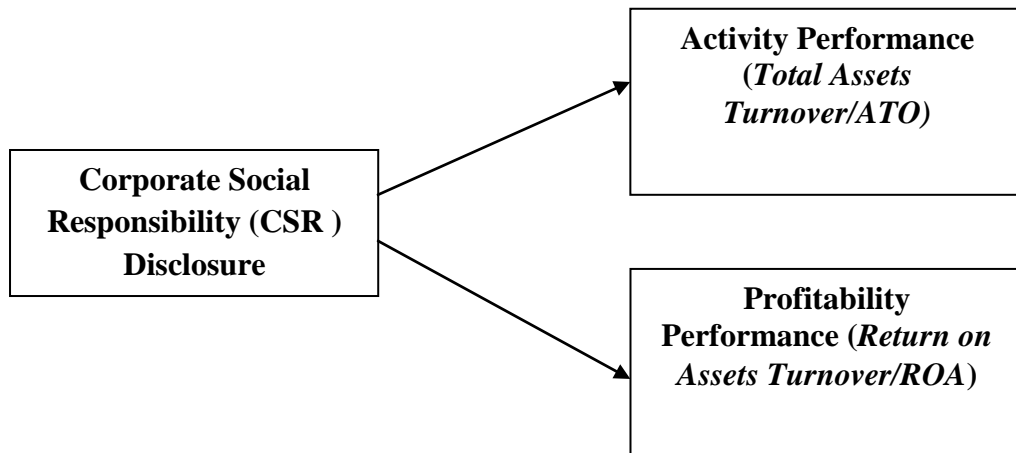 Corporate Social
Responsibility (CSR )
Disclosure
Activity Performance
(Total Assets
Turnover/ATO)
Profitability
Performance (Return on
Assets Turnover/ROA)